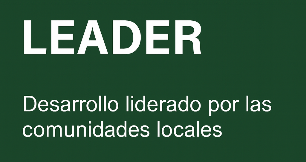 LEADER
Desarrollo liderado por las
comunidades locales